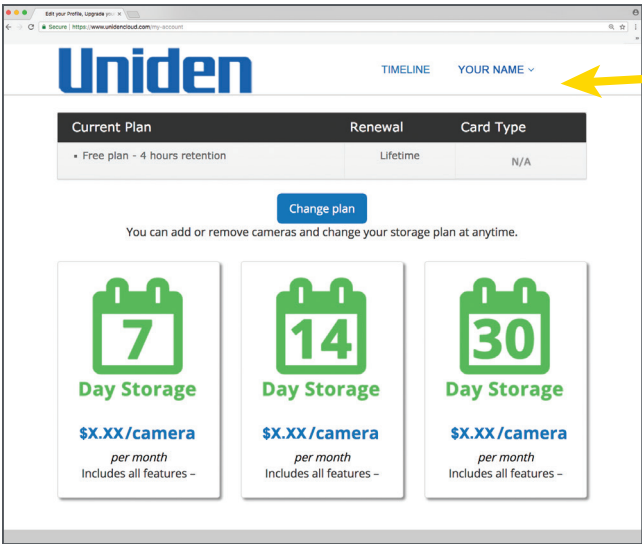 Edit your Profile, Upgrade you
Secure https://www.unidencloud.com/my-account
Uniden
TIMELINE YOUR NAME
Current Plan Renewal Card Type
▪ Free plan - 4 hours retention Lifetime N/A
Change plan
You can add or remove cameras and change your storage plan at anytime.
7 14 30
Day Storage Day Storage Day Storage
$X.XX/camera $X.XX/camera $X.XX/camera
per month per month per month
Includes all features – Includes all features – Includes all features –